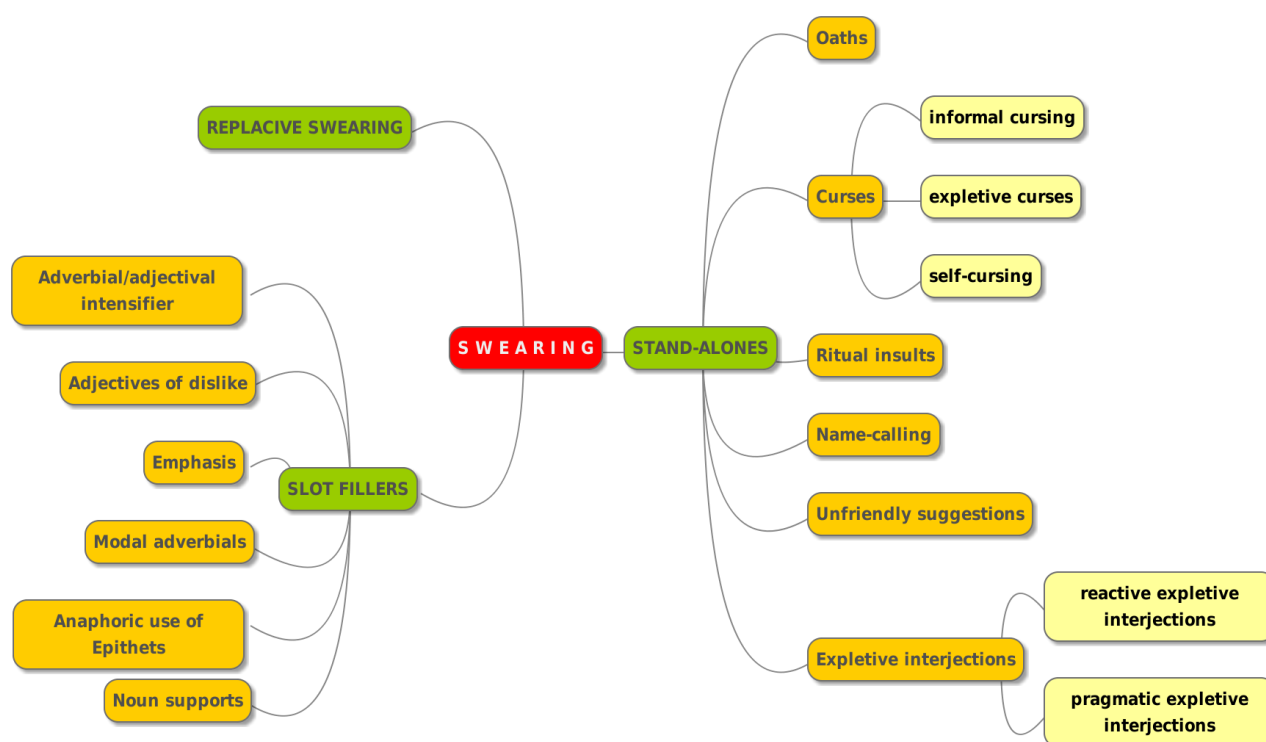 Oaths
REPLACIVE SWEARING
informal cursing
Curses
expletive curses
self-cursing
Adverbial/adjectival
intensifier
S W E A R I N G
STAND-ALONES
Ritual insults
Adjectives of dislike
Name-calling
Emphasis
SLOT FILLERS
Unfriendly suggestions
Modal adverbials
Anaphoric use of
Epithets
reactive expletive
interjections
Expletive interjections
Noun supports
pragmatic expletive
interjections